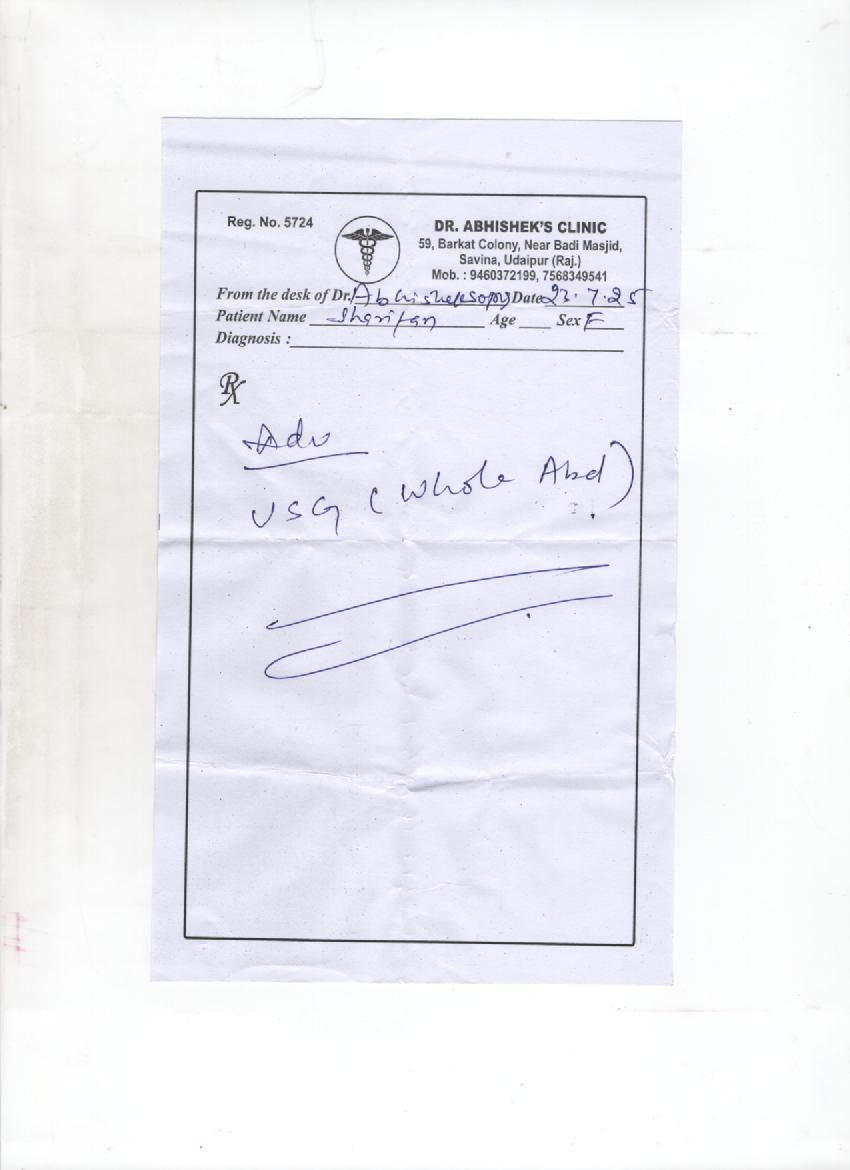 Reg. No. 5724
DR. ABHISHEK'S CLINIC
59, Barkat Colony, Near Badi Masjid,
Savina, Udaipur (Raj.)
Mob. : 9460372199, 7568349541
From the desk of Dr. Date 23.7.25
Patient Name Sharifan Age Sex F
Diagnosis :
Rx
Adv
USG (Whole Abd)